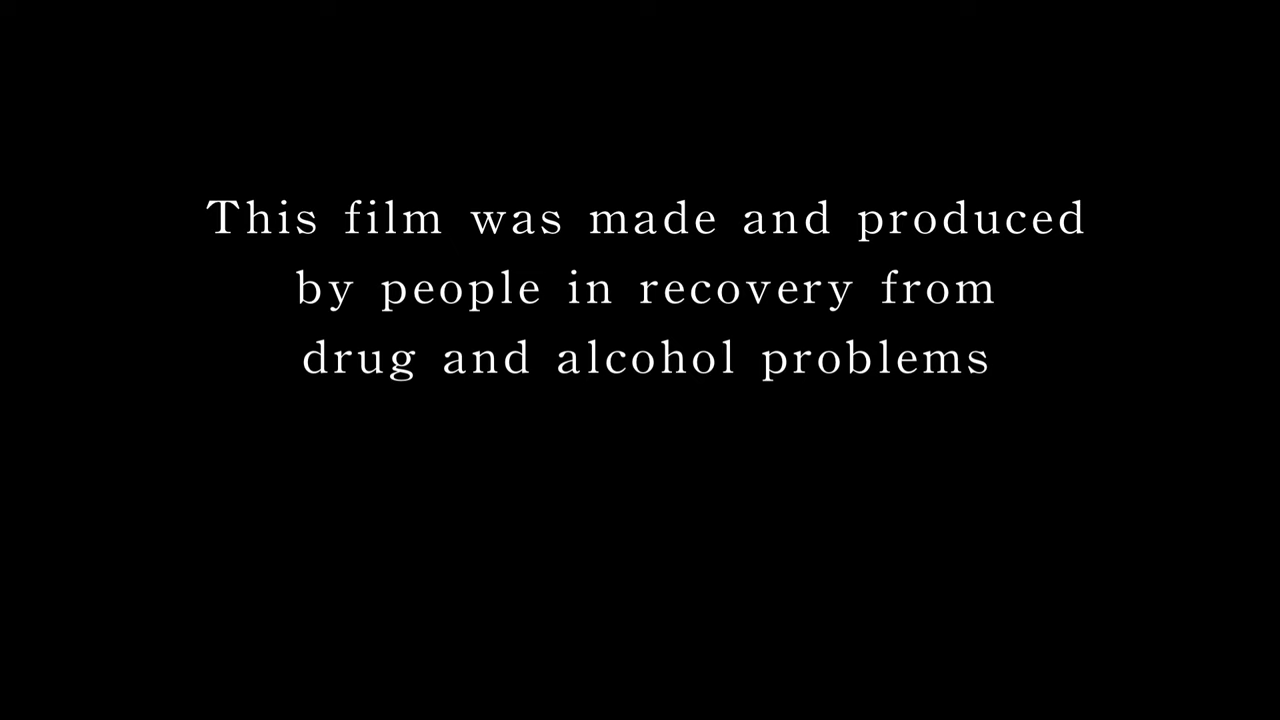 This film was made and produced
by people in recovery from
drug and alcohol problems